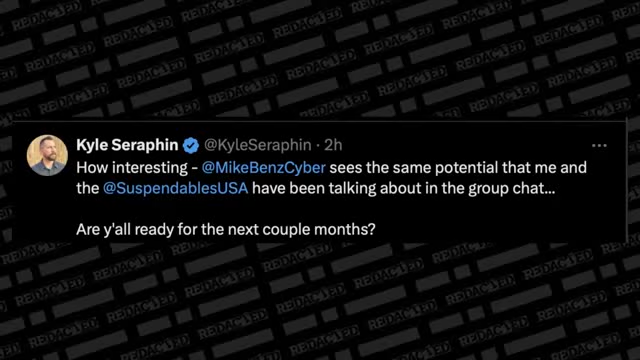 Kyle Seraphin @KyleSeraphin · 2h
How interesting - @MikeBenzCyber sees the same potential that me and
the @SuspendablesUSA have been talking about in the group chat...
Are y'all ready for the next couple months?
REDACTED